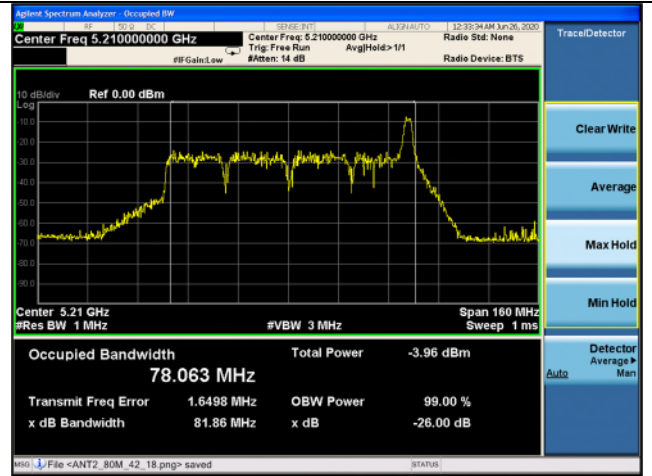 Agilent Spectrum Analyzer - Occupied BW
RF 50 Ω DC SENSE:INT ALIGN AUTO 12:33:34 AM Jun 26, 2020
Center Freq 5.210000000 GHz Center Freq: 5.210000000 GHz Radio Std: None Trace/Detector
Trig: Free Run Avg|Hold:>1/1
#IFGain:Low #Atten: 14 dB Radio Device: BTS
10 dB/div Ref 0.00 dBm
Log
-10.0
-20.0
-30.0
-40.0
-50.0
-60.0
-70.0
-80.0
-90.0
Clear Write
Average
Max Hold
Min Hold
Center 5.21 GHz Span 160 MHz
#Res BW 1 MHz #VBW 3 MHz Sweep 1 ms
Occupied Bandwidth Total Power -3.96 dBm
78.063 MHz
Transmit Freq Error 1.6498 MHz OBW Power 99.00 %
x dB Bandwidth 81.86 MHz x dB -26.00 dB
Detector
Average▶
Auto Man
MSG File <ANT2_80M_42_18.png> saved STATUS